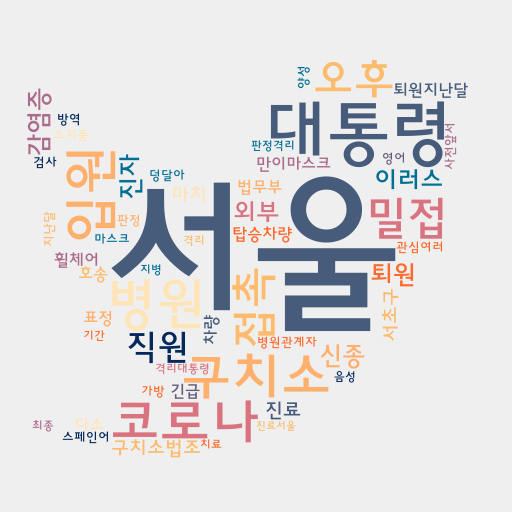 양성
오후
퇴원지난달
감염증
방역
대통령
판정격리
영어
사전앞서
검사
진자
덩달아
만이마스크
이러스
입원
마치
법무부
지난달
판정
서울
외부
밀접
마스크
격리
탑승차량
관심여러
휠체어
호송
지병
병원
접촉
퇴원
표정
차량
서초구
기간
직원
병원관계자
신종
격리대통령
구치소
음성
가방
긴급
코로나
진료
최종
다소
스페인어
구치소법조
치료
진료서울